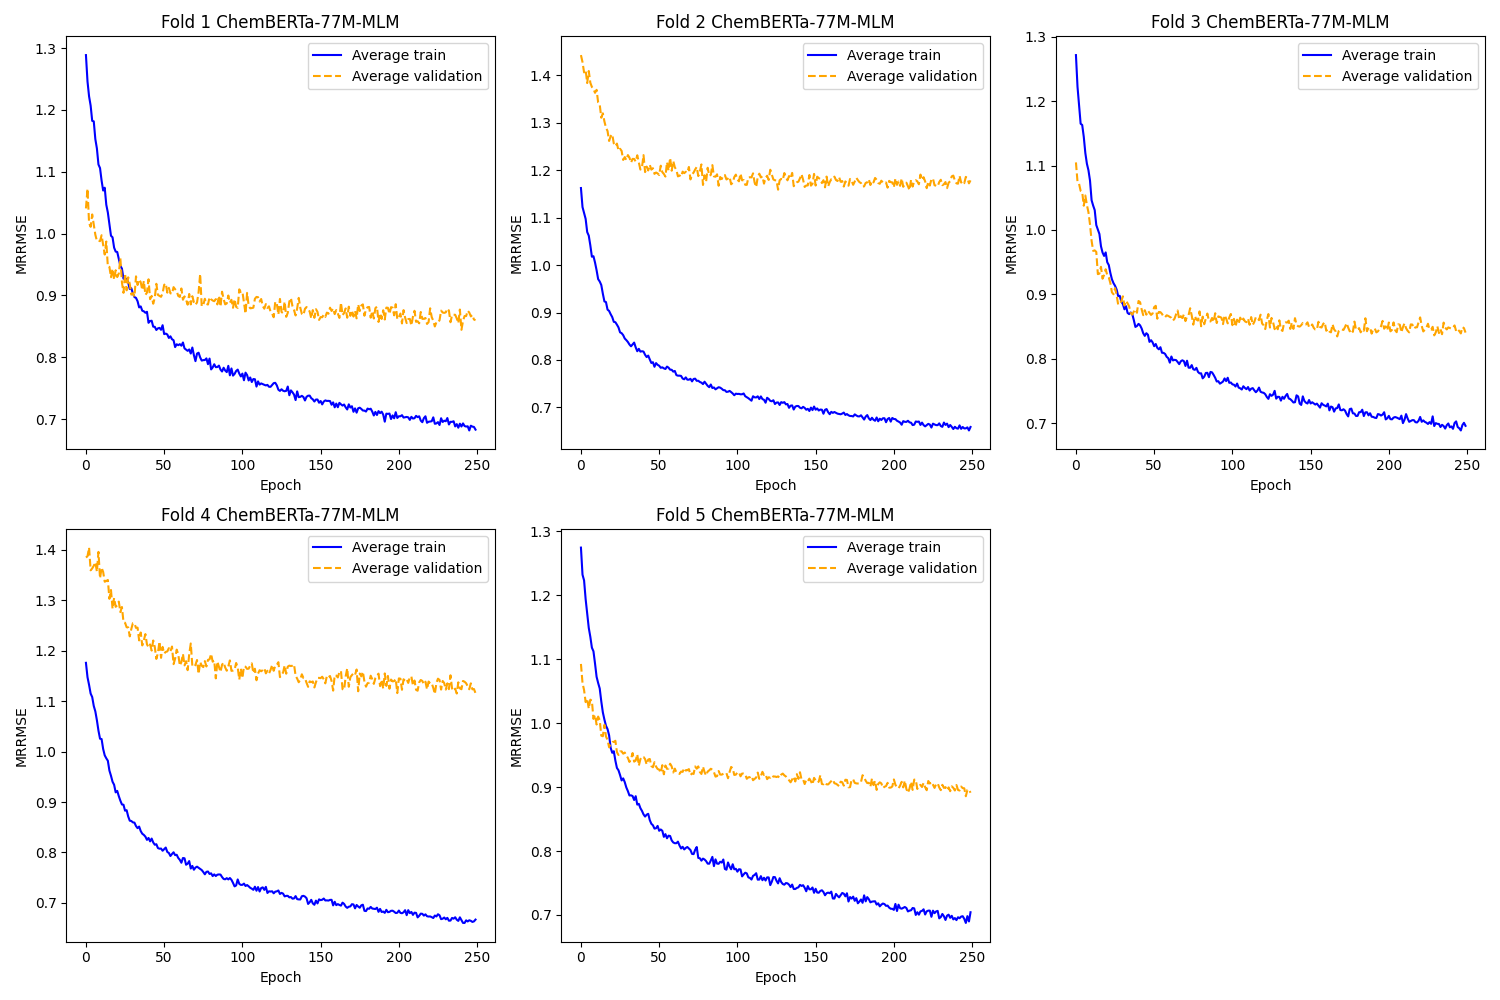 Fold 1 ChemBERTa-77M-MLM
Average train
Average validation
1.3
1.2
1.1
1.0
0.9
0.8
0.7
MRRMSE
0 50 100 150 200 250
Epoch
Fold 2 ChemBERTa-77M-MLM
Average train
Average validation
1.4
1.3
1.2
1.1
1.0
0.9
0.8
0.7
MRRMSE
0 50 100 150 200 250
Epoch
Fold 3 ChemBERTa-77M-MLM
Average train
Average validation
1.3
1.2
1.1
1.0
0.9
0.8
0.7
MRRMSE
0 50 100 150 200 250
Epoch
Fold 4 ChemBERTa-77M-MLM
Average train
Average validation
1.4
1.3
1.2
1.1
1.0
0.9
0.8
0.7
MRRMSE
0 50 100 150 200 250
Epoch
Fold 5 ChemBERTa-77M-MLM
Average train
Average validation
1.3
1.2
1.1
1.0
0.9
0.8
0.7
MRRMSE
0 50 100 150 200 250
Epoch